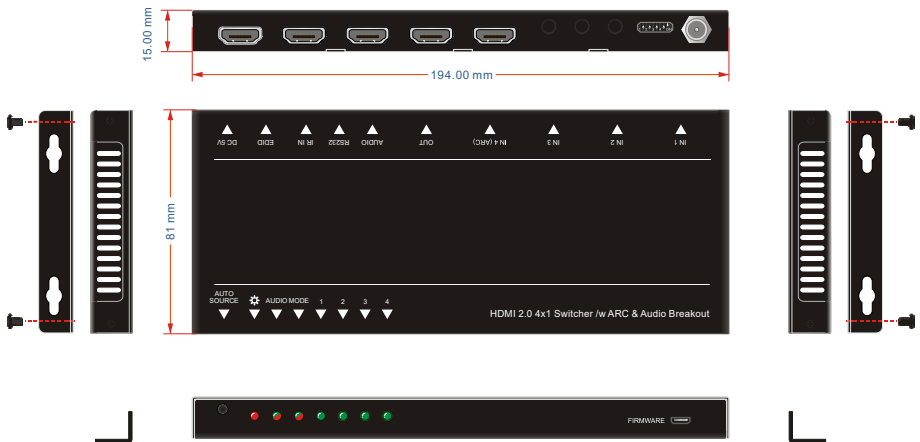 15.00 mm
194.00 mm
DC 5V EDID IR IN RS232 AUDIO OUT IN 4 (ARC) IN 3 IN 2 IN 1
81 mm
AUTO
SOURCE AUDIO MODE 1 2 3 4
HDMI 2.0 4x1 Switcher /w ARC & Audio Breakout
FIRMWARE